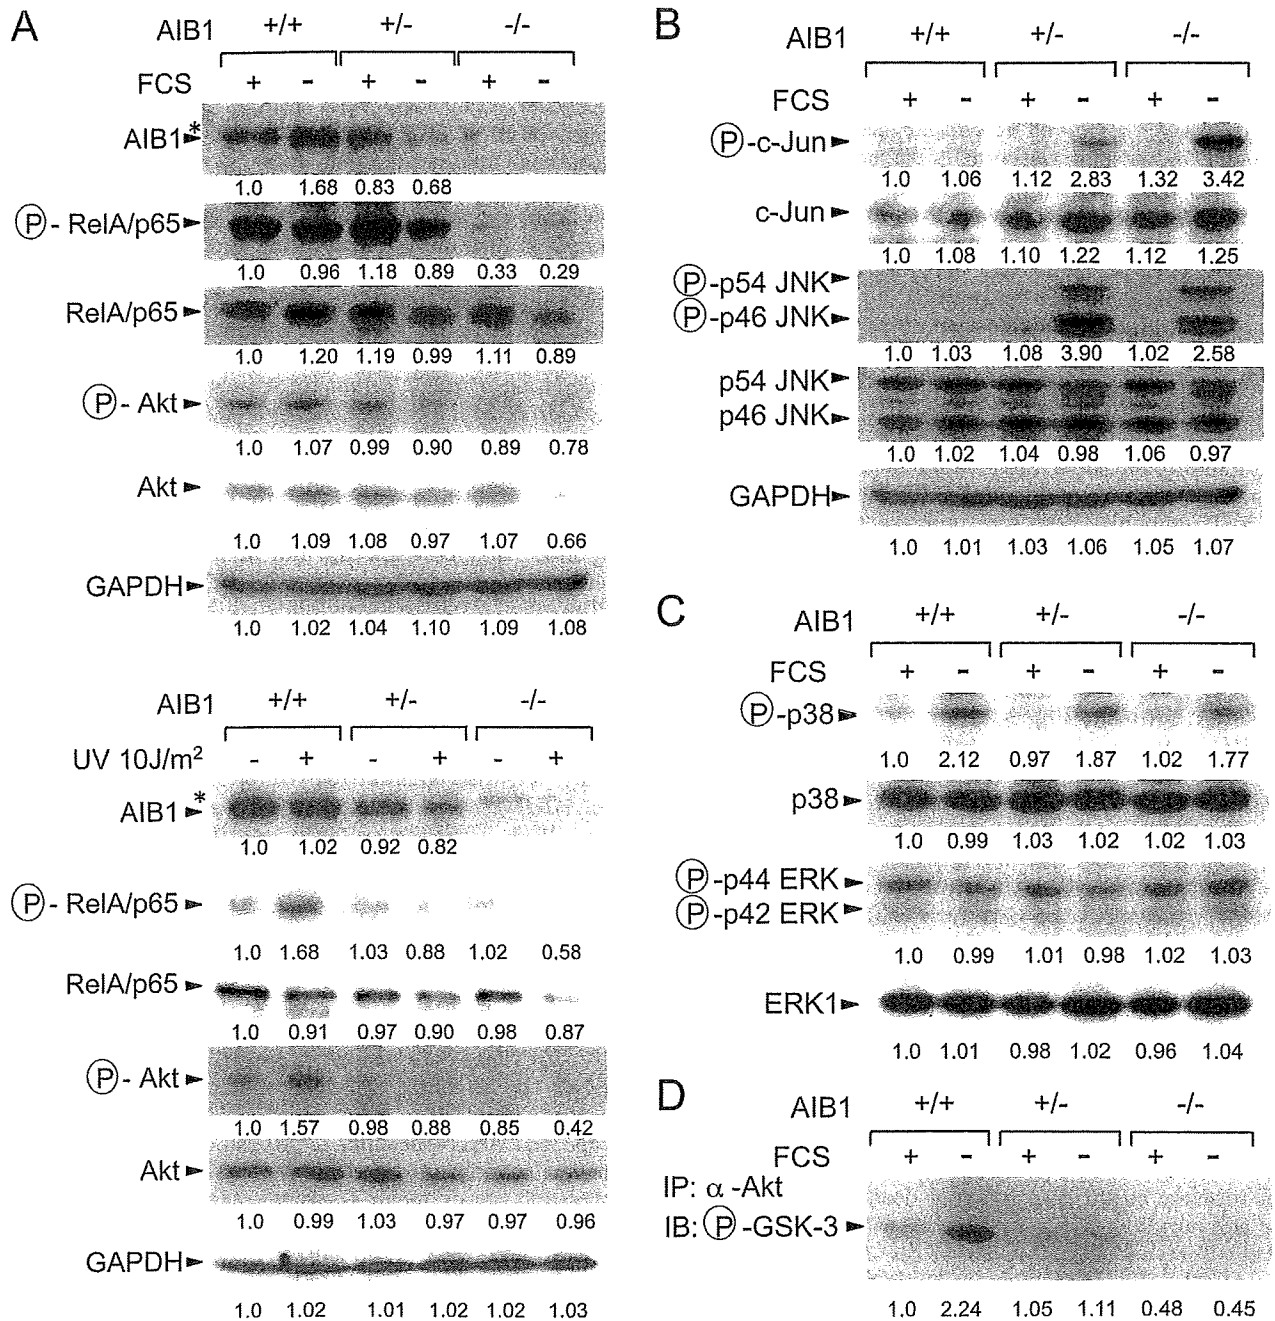 A
AIB1 +/+ +/- -/-
FCS + - + - + -
AIB1 *
1.0 1.68 0.83 0.68
P - RelA/p65
1.0 0.96 1.18 0.89 0.33 0.29
RelA/p65
1.0 1.20 1.19 0.99 1.11 0.89
P - Akt
1.0 1.07 0.99 0.90 0.89 0.78
Akt
1.0 1.09 1.08 0.97 1.07 0.66
GAPDH
1.0 1.02 1.04 1.10 1.09 1.08
AIB1 +/+ +/- -/-
UV 10J/m² - + - + - +
AIB1 *
1.0 1.02 0.92 0.82
P - RelA/p65
1.0 1.68 1.03 0.88 1.02 0.58
RelA/p65
1.0 0.91 0.97 0.90 0.98 0.87
P - Akt
1.0 1.57 0.98 0.88 0.85 0.42
Akt
1.0 0.99 1.03 0.97 0.97 0.96
GAPDH
1.0 1.02 1.01 1.02 1.02 1.03
B
AIB1 +/+ +/- -/-
FCS + - + - + -
P -c-Jun
1.0 1.06 1.12 2.83 1.32 3.42
c-Jun
1.0 1.08 1.10 1.22 1.12 1.25
P -p54 JNK
P -p46 JNK
1.0 1.03 1.08 3.90 1.02 2.58
p54 JNK
p46 JNK
1.0 1.02 1.04 0.98 1.06 0.97
GAPDH
1.0 1.01 1.03 1.06 1.05 1.07
C
AIB1 +/+ +/- -/-
FCS + - + - + -
P -p38
1.0 2.12 0.97 1.87 1.02 1.77
p38
1.0 0.99 1.03 1.02 1.02 1.03
P -p44 ERK
P -p42 ERK
1.0 0.99 1.01 0.98 1.02 1.03
ERK1
1.0 1.01 0.98 1.02 0.96 1.04
D
AIB1 +/+ +/- -/-
FCS + - + - + -
IP: α -Akt
IB: P -GSK-3
1.0 2.24 1.05 1.11 0.48 0.45